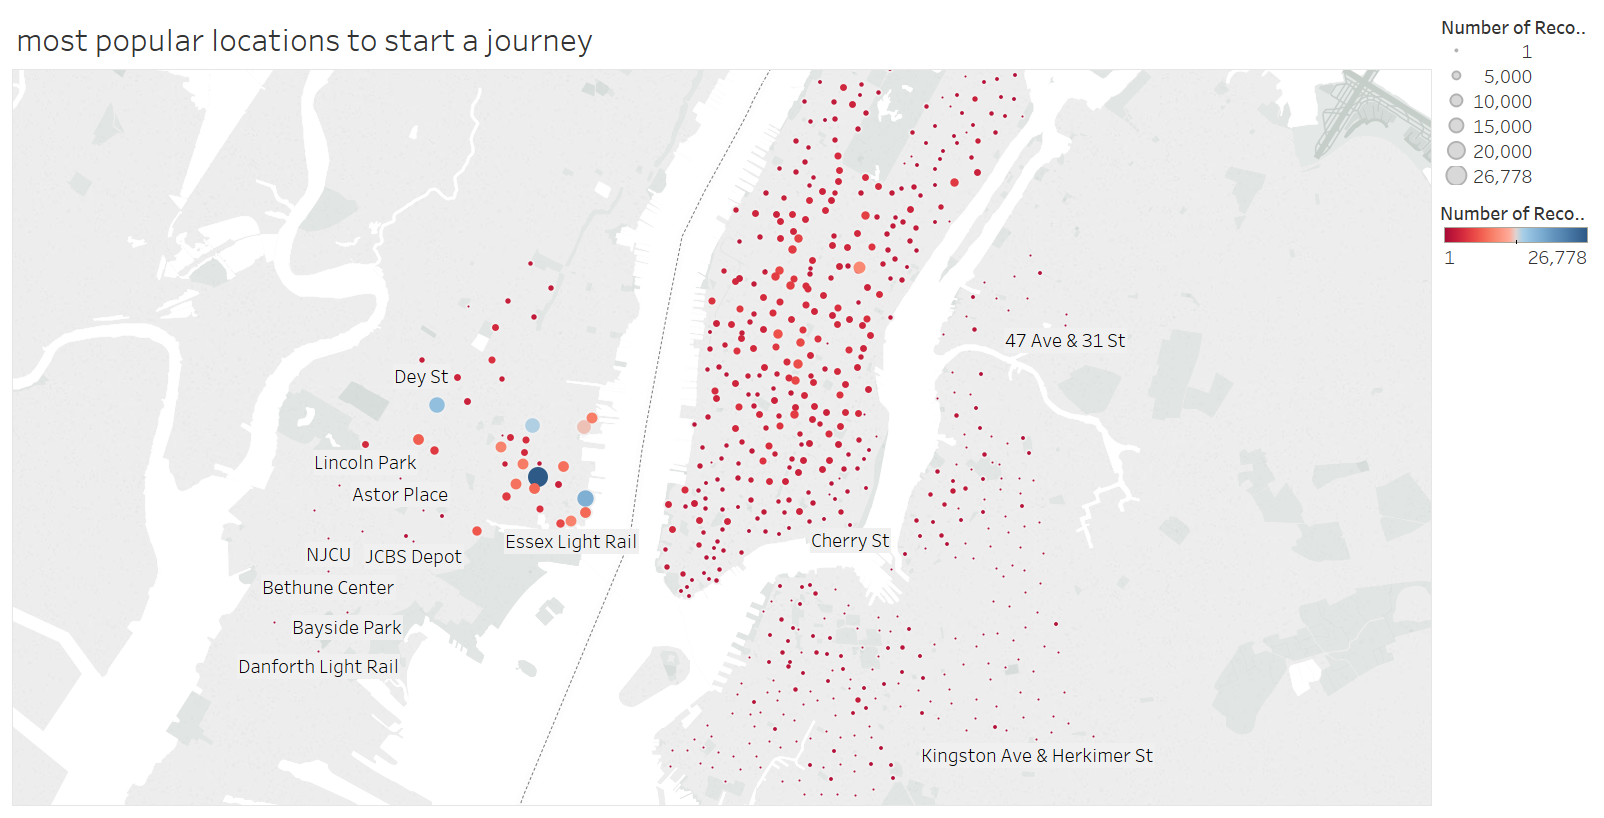 most popular locations to start a journey
Number of Reco..
1
5,000
10,000
15,000
20,000
26,778
Number of Reco..
1 26,778
47 Ave & 31 St
Dey St
Lincoln Park
Astor Place
Essex Light Rail
Cherry St
NJCU JCBS Depot
Bethune Center
Bayside Park
Danforth Light Rail
Kingston Ave & Herkimer St